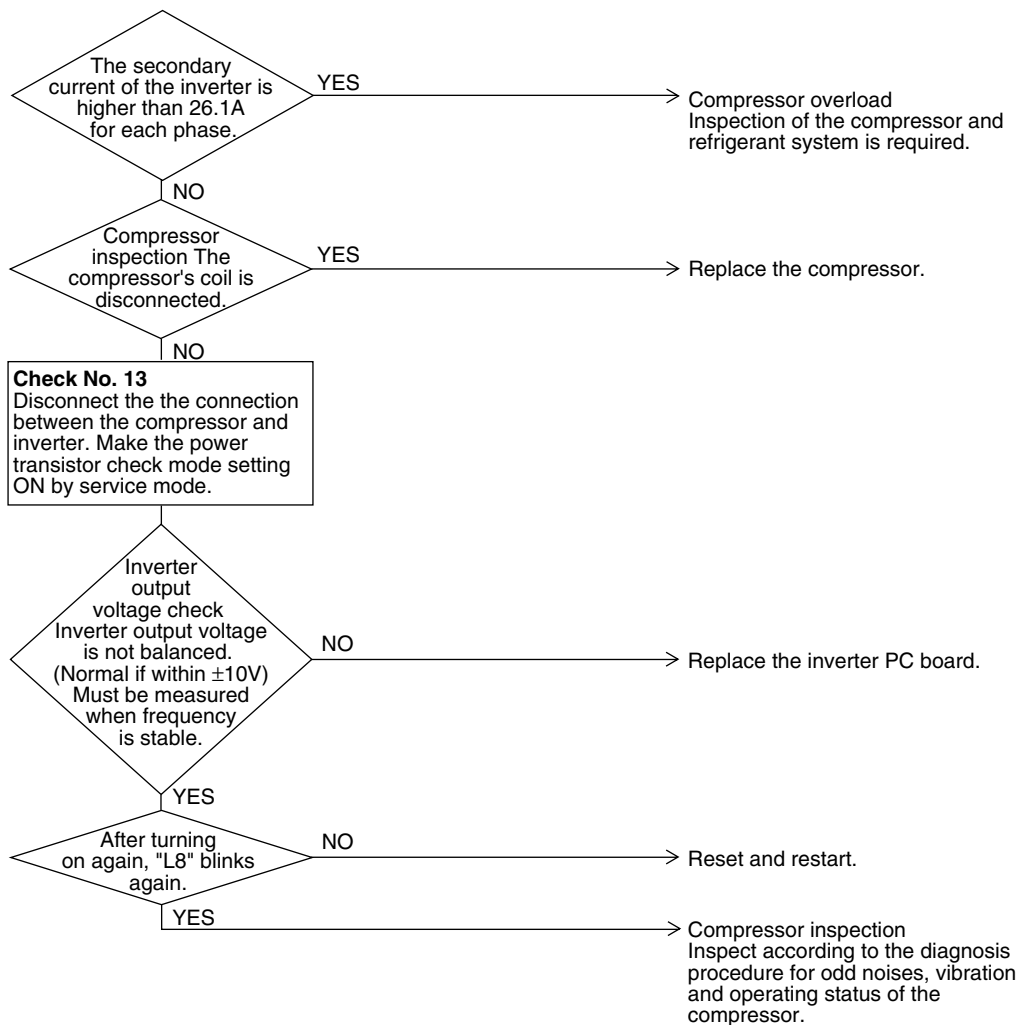 The secondary
current of the inverter is
higher than 26.1A
for each phase.
YES
Compressor overload
Inspection of the compressor and
refrigerant system is required.
NO
Compressor
inspection The
compressor's coil is
disconnected.
YES
Replace the compressor.
NO
Check No. 13
Disconnect the the connection
between the compressor and
inverter. Make the power
transistor check mode setting
ON by service mode.
Inverter
output
voltage check
Inverter output voltage
is not balanced.
(Normal if within ±10V)
Must be measured
when frequency
is stable.
NO
Replace the inverter PC board.
YES
After turning
on again, "L8" blinks
again.
NO
Reset and restart.
YES
Compressor inspection
Inspect according to the diagnosis
procedure for odd noises, vibration
and operating status of the
compressor.